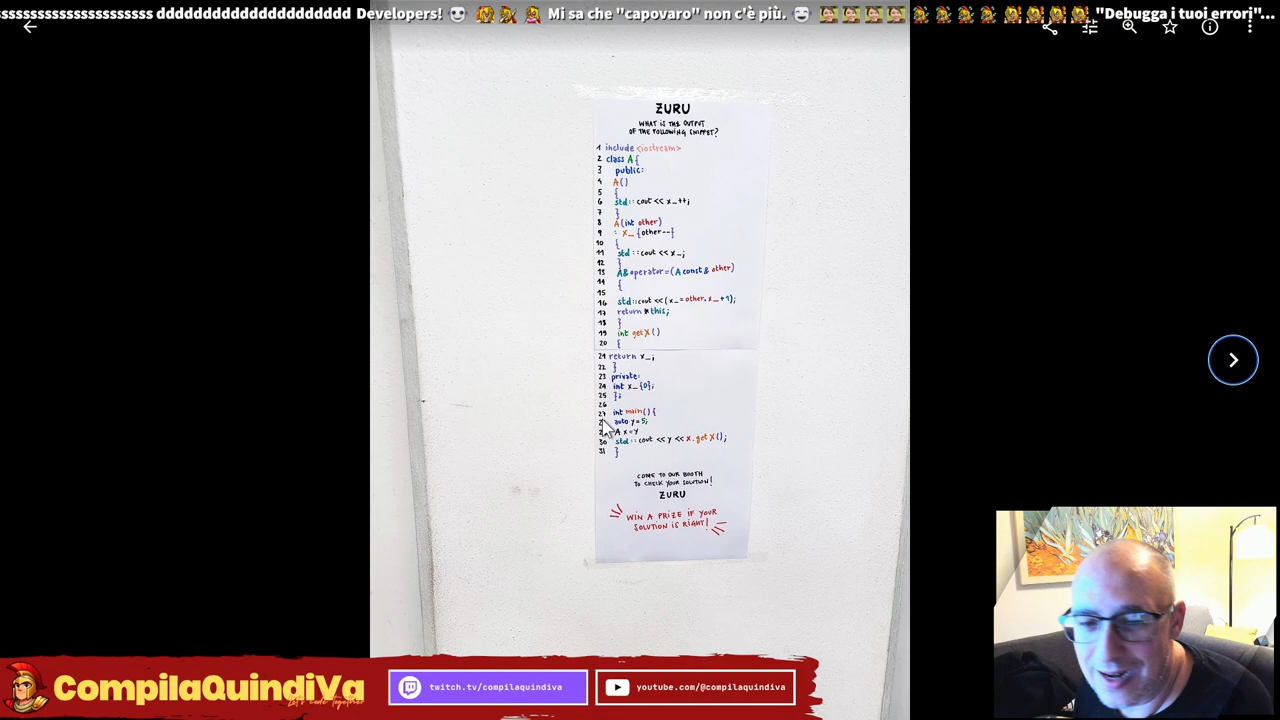 ssssssssssssssssssssss dddddddddddddddddddd Developers! 💀 Mi sa che "capovaro" non c'è più. "Debugga i tuoi errori"...
ZURU
WHAT IS THE OUTPUT
OF THE FOLLOWING SNIPPET?
1 include <iostream>
2 class A{
3 public:
4 A()
5 {
6 std::cout << x_++;
7 }
8 A(int other)
9 : x_{other--}
10 {
11 std::cout << x_;
12 }
13 A& operator=(A const& other)
14 {
15
16 std::cout <<(x_=other.x_+1);
17 return *this;
18 }
19 int getX()
20 {
21 return x_;
22 }
23 private:
24 int x_{0};
25 };
26
27 int main(){
auto y=5;
A x=y
30 std::cout << y << x.getX();
31 }
COME TO OUR BOOTH
TO CHECK YOUR SOLUTION!
ZURU
WIN A PRIZE IF YOUR
SOLUTION IS RIGHT!
CompilaQuindiVa
Let's code Together
twitch.tv/compilaquindiva
youtube.com/@compilaquindiva